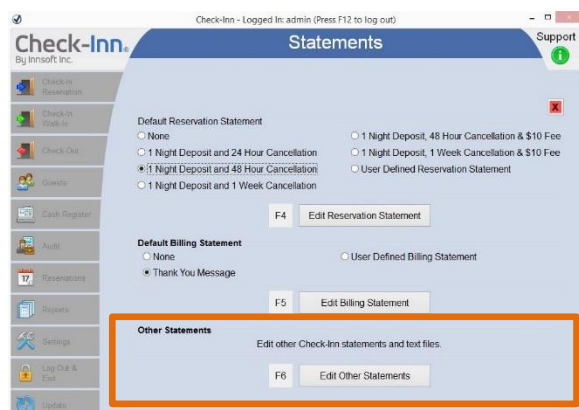 Check-Inn - Logged In: admin (Press F12 to log out)
Check-Inn®
By Innsoft Inc.
Statements
Support
Check-In
Reservation
Check-In
Walk-In
Check Out
Guests
Cash Register
Audit
17
Reservations
Reports
Settings
Log Out &
Exit
Update
X
Default Reservation Statement
None
1 Night Deposit and 24 Hour Cancellation
1 Night Deposit and 48 Hour Cancellation
1 Night Deposit and 1 Week Cancellation
1 Night Deposit, 48 Hour Cancellation & $10 Fee
1 Night Deposit, 1 Week Cancellation & $10 Fee
User Defined Reservation Statement
F4 Edit Reservation Statement
Default Billing Statement
None
Thank You Message
User Defined Billing Statement
F5 Edit Billing Statement
Other Statements
Edit other Check-Inn statements and text files.
F6 Edit Other Statements